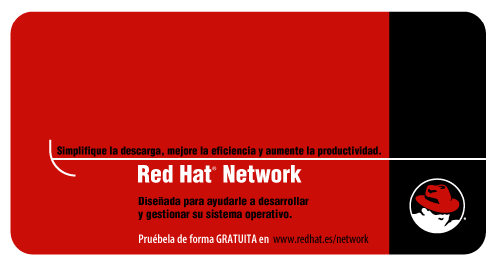 Simplifique la descarga, mejore la eficiencia y aumente la productividad.
Red Hat® Network
Diseñada para ayudarle a desarrollar
y gestionar su sistema operativo.
Pruébela de forma GRATUITA en www.redhat.es/network